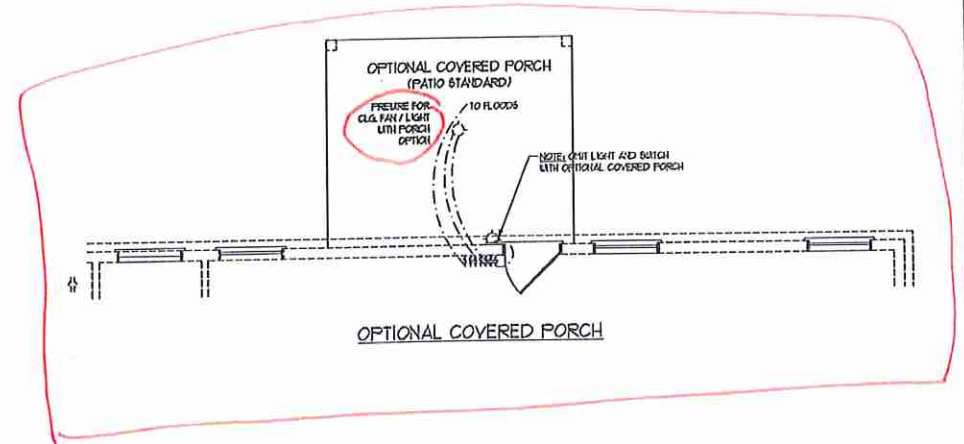 OPTIONAL COVERED PORCH
(PATIO STANDARD)
PREWIRE FOR
CLG. FAN / LIGHT
WITH PORCH
OPTION
TO FLOODS
NOTE: OMIT LIGHT AND SWITCH
WITH OPTIONAL COVERED PORCH
OPTIONAL COVERED PORCH